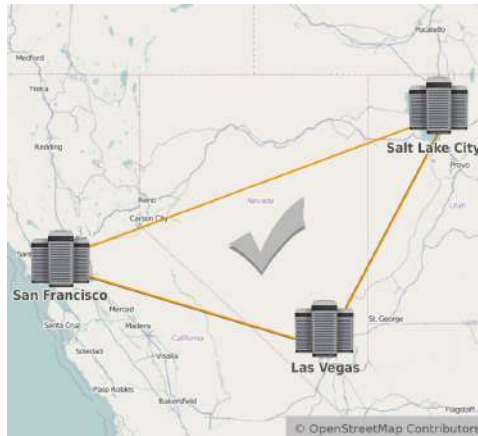 Medford
Pocatello
Yreka
Redding
Salt Lake City
Provo
Reno
Carson City
Nevada
Utah
San Francisco
Merced
Santa Cruz
Madera
St. George
California
Soledad
Visalia
Las Vegas
Paso Robles
Bakersfield
Flagstaff
© OpenStreetMap Contributors